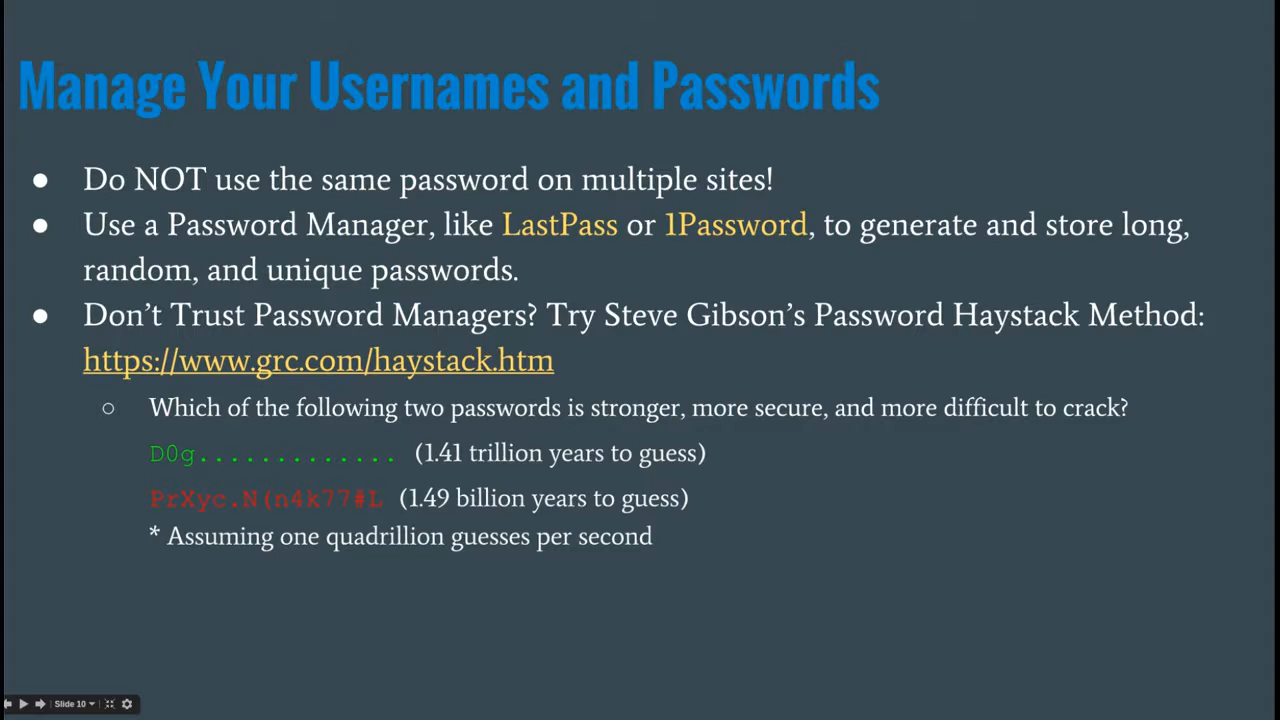 Manage Your Usernames and Passwords
● Do NOT use the same password on multiple sites!
● Use a Password Manager, like LastPass or 1Password, to generate and store long,
random, and unique passwords.
● Don’t Trust Password Managers? Try Steve Gibson’s Password Haystack Method:
https://www.grc.com/haystack.htm
○ Which of the following two passwords is stronger, more secure, and more difficult to crack?
D0g............. (1.41 trillion years to guess)
PrXyc.N(n4k77#L (1.49 billion years to guess)
* Assuming one quadrillion guesses per second
Slide 10